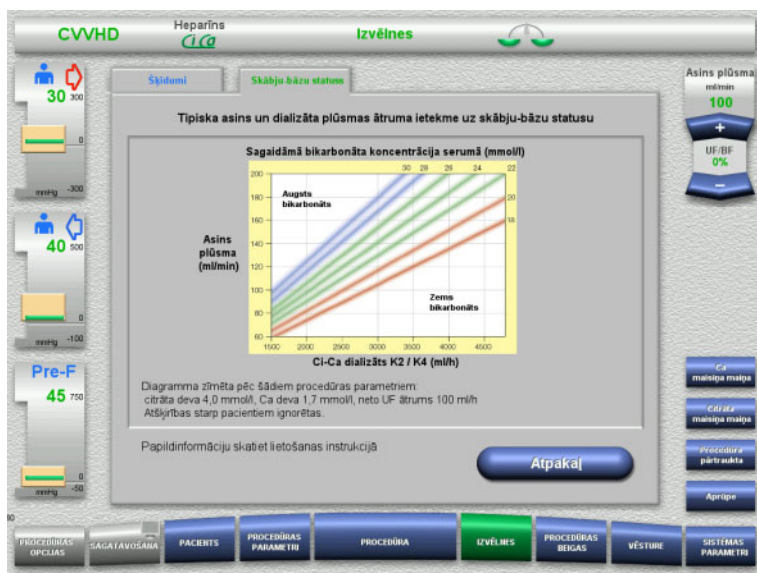 CVVHD
Heparīns
Ci Ca
Izvēlnes
30 300
0
mmHg -300
40 500
0
mmHg -100
Pre-F
45 750
0
mmHg -50
Šķīdumi
Skābju-bāzu statuss
Tipiska asins un dializāta plūsmas ātruma ietekme uz skābju-bāzu statusu
Sagaidāmā bikarbonāta koncentrācija serumā (mmol/l)
30 28 26 24 22
20
18
Augsts
bikarbonāts
Zems
bikarbonāts
Asins
plūsma
(ml/min)
200
180
160
140
120
100
80
60
1500 2000 2500 3000 3500 4000 4500
Ci-Ca dializāts K2 / K4 (ml/h)
Diagramma zīmēta pēc šādiem procedūras parametriem:
citrāta deva 4,0 mmol/l, Ca deva 1,7 mmol/l, neto UF ātrums 100 ml/h
Atšķirības starp pacientiem ignorētas.
Papildinformāciju skatiet lietošanas instrukcijā
Atpakaļ
Asins plūsma
ml/min
100
+
UF/BF
0%
−
Ca
maisiņa maiņa
Citrāta
maisiņa maiņa
Procedūra
pārtraukta
Aprūpe
PROCEDŪRAS
OPCIJAS
SAGATAVOŠANA
PACIENTS
PROCEDŪRAS
PARAMETRI
PROCEDŪRA
IZVĒLNES
PROCEDŪRAS
BEIGAS
VĒSTURE
SISTĒMAS
PARAMETRI